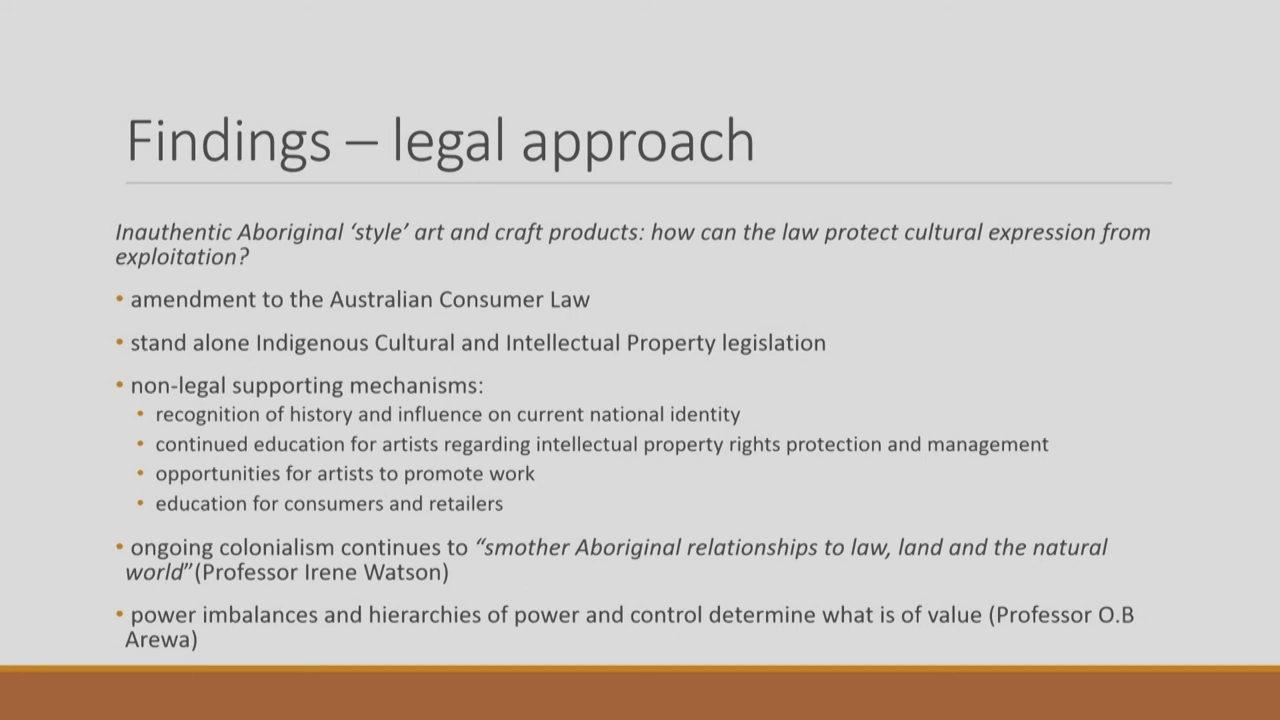 Findings – legal approach
Inauthentic Aboriginal ‘style’ art and craft products: how can the law protect cultural expression from
exploitation?
• amendment to the Australian Consumer Law
• stand alone Indigenous Cultural and Intellectual Property legislation
• non-legal supporting mechanisms:
• recognition of history and influence on current national identity
• continued education for artists regarding intellectual property rights protection and management
• opportunities for artists to promote work
• education for consumers and retailers
• ongoing colonialism continues to “smother Aboriginal relationships to law, land and the natural
world”(Professor Irene Watson)
• power imbalances and hierarchies of power and control determine what is of value (Professor O.B
Arewa)